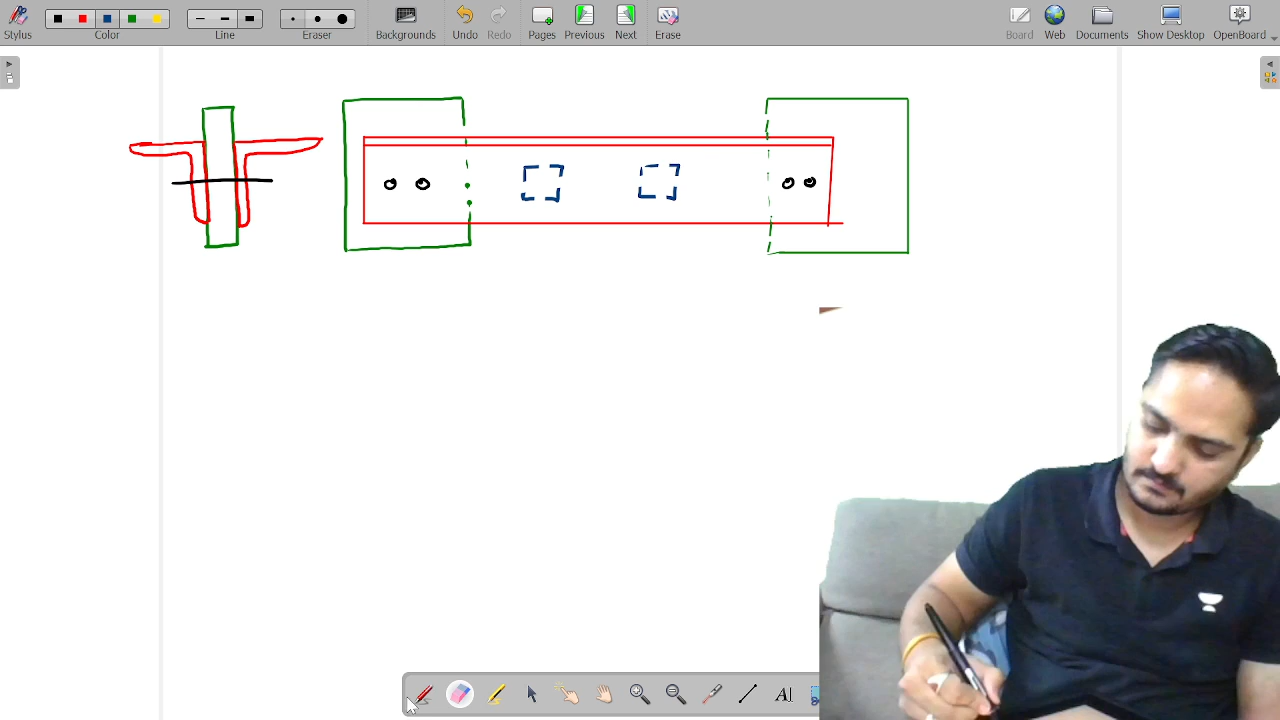 Stylus
Color
Line
Eraser
Backgrounds
Undo
Redo
Pages
Previous
Next
Erase
Board
Web
Documents
Show Desktop
OpenBoard
A